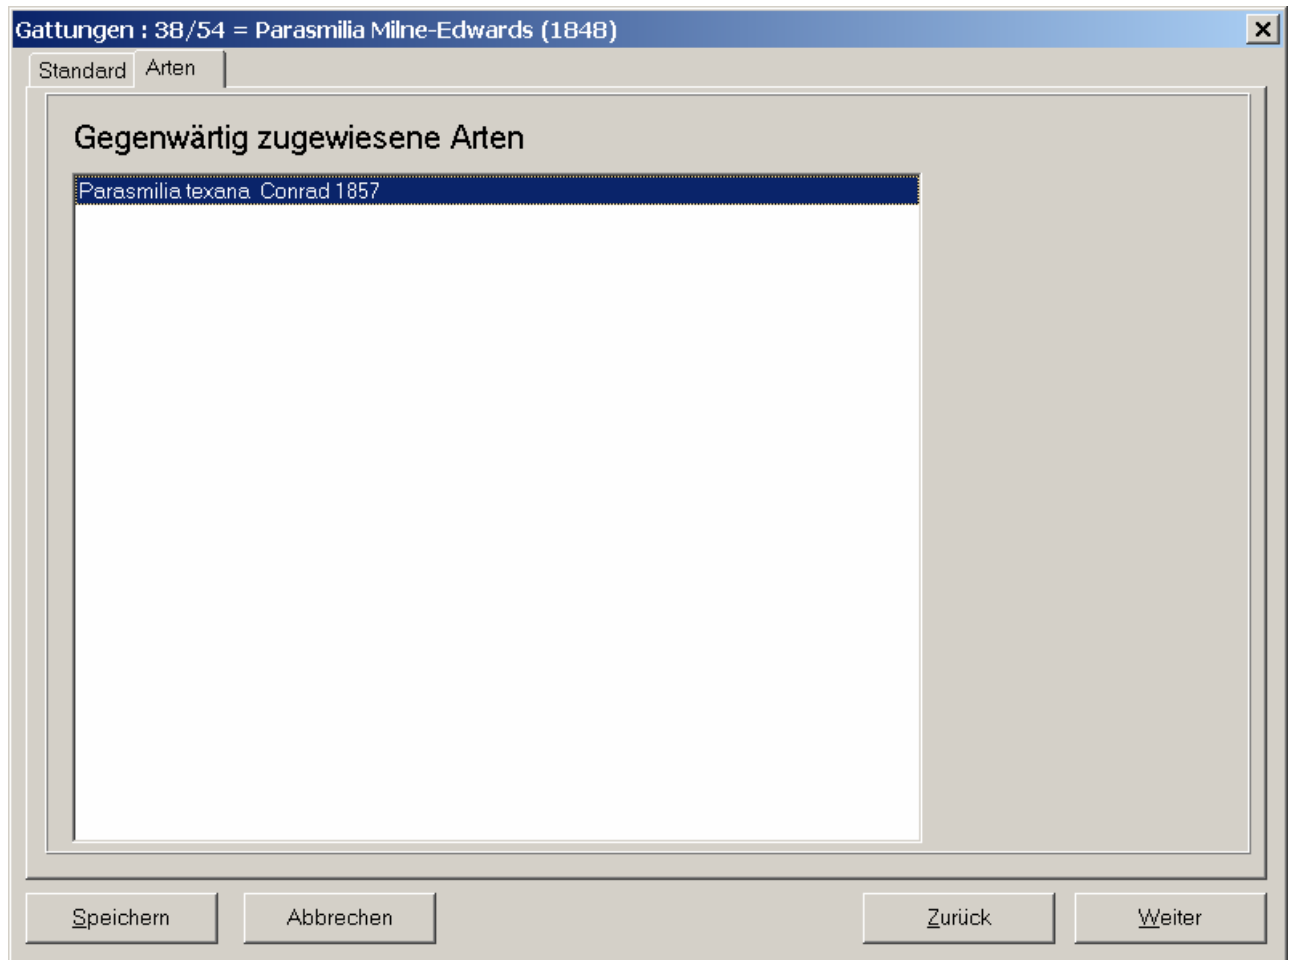 Gattungen : 38/54 = Parasmilia Milne-Edwards (1848)
Standard Arten
Gegenwärtig zugewiesene Arten
Parasmilia texana Conrad 1857
Speichern Abbrechen Zurück Weiter